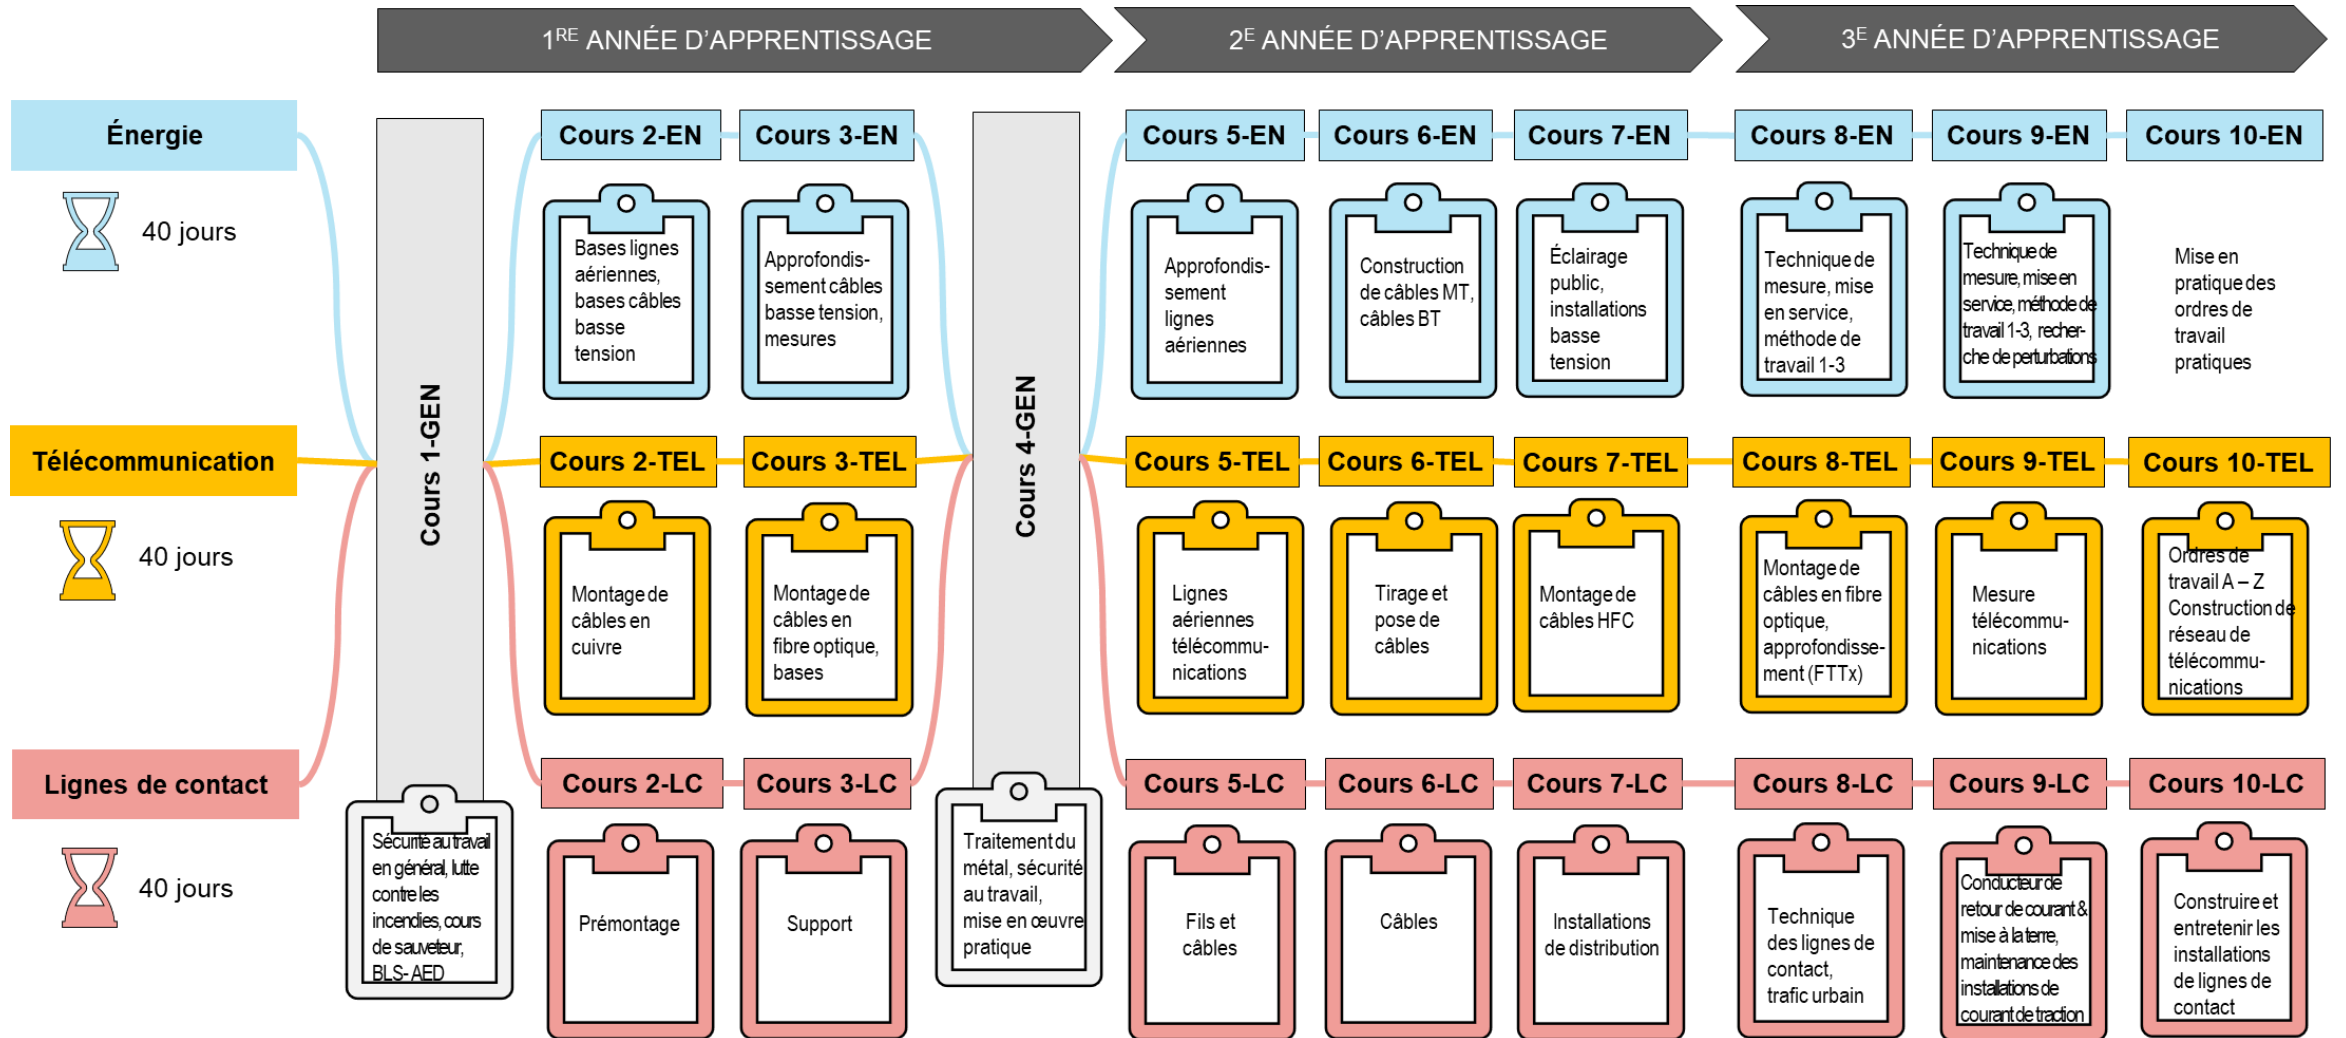 1RE ANNÉE D'APPRENTISSAGE
2E ANNÉE D'APPRENTISSAGE
3E ANNÉE D'APPRENTISSAGE
Énergie
40 jours
Télécommunication
40 jours
Lignes de contact
40 jours
Cours 1-GEN
Sécurité au travail
en général, lutte
contre les
incendies, cours
de sauveteur,
BLS- AED
Cours 2-EN
Bases lignes
aériennes,
bases câbles
basse
tension
Cours 3-EN
Approfondis-
sement câbles
basse tension,
mesures
Cours 2-TEL
Montage de
câbles en
cuivre
Cours 3-TEL
Montage de
câbles en
fibre optique,
bases
Cours 2-LC
Prémontage
Cours 3-LC
Support
Cours 4-GEN
Traitement du
métal, sécurité
au travail,
mise en œuvre
pratique
Cours 5-EN
Approfondis-
sement
lignes
aériennes
Cours 6-EN
Construction
de câbles MT,
câbles BT
Cours 7-EN
Éclairage
public,
installations
basse
tension
Cours 8-EN
Technique de
mesure, mise
en service,
méthode de
travail 1-3
Cours 9-EN
Technique de
mesure, mise en
service, méthode de
travail 1-3, recher-
che de perturbations
Cours 10-EN
Mise en
pratique des
ordres de
travail
pratiques
Cours 5-TEL
Lignes
aériennes
télécommu-
nications
Cours 6-TEL
Tirage et
pose de
câbles
Cours 7-TEL
Montage de
câbles HFC
Cours 8-TEL
Montage de
câbles en fibre
optique,
approfondisse-
ment (FTTx)
Cours 9-TEL
Mesure
télécommu-
nications
Cours 10-TEL
Ordres de
travail A – Z
Construction de
réseau de
télécommu-
nications
Cours 5-LC
Fils et
câbles
Cours 6-LC
Câbles
Cours 7-LC
Installations
de distribution
Cours 8-LC
Technique
des lignes de
contact,
trafic urbain
Cours 9-LC
Conducteur de
retour de courant &
mise à la terre,
maintenance des
installations de
courant de traction
Cours 10-LC
Construire et
entretenir les
installations
de lignes de
contact